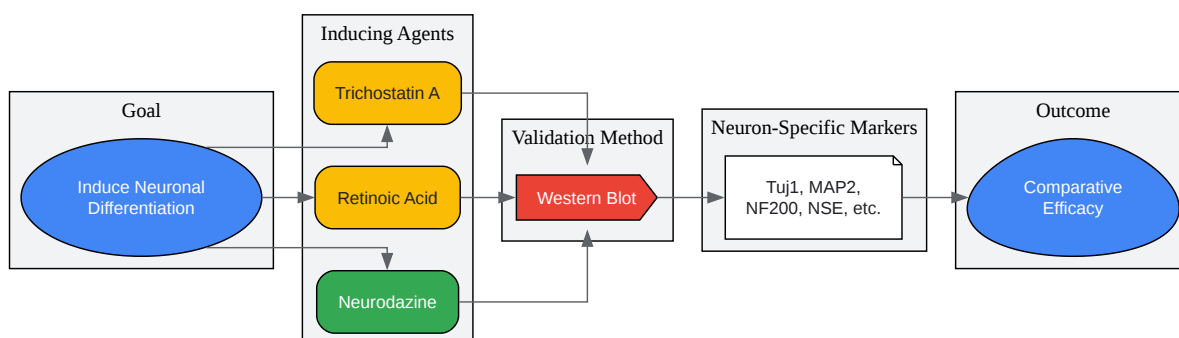 Goal
Induce Neuronal
Differentiation
Inducing Agents
Trichostatin A
Retinoic Acid
Neurodazine
Validation Method
Western Blot
Neuron-Specific Markers
Tuj1, MAP2,
NF200, NSE, etc.
Outcome
Comparative
Efficacy